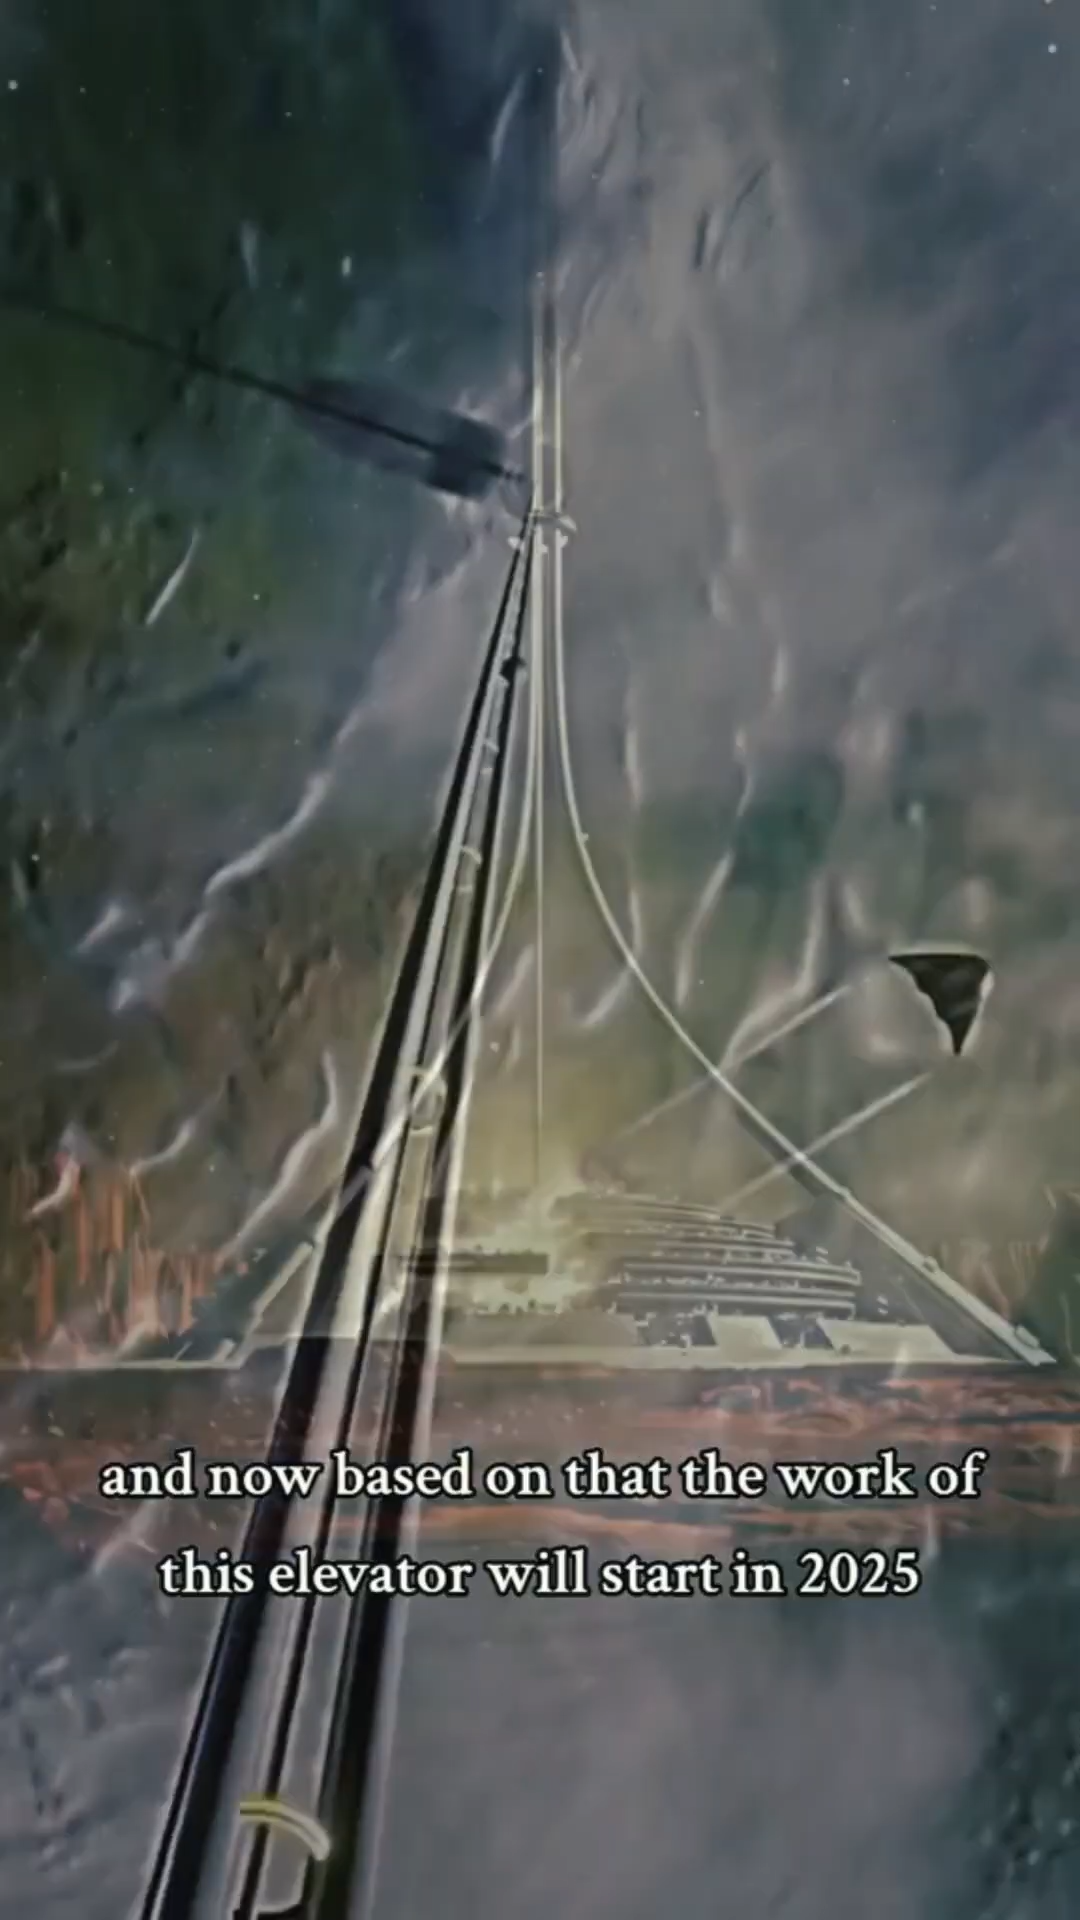 and now based on that the work of
this elevator will start in 2025